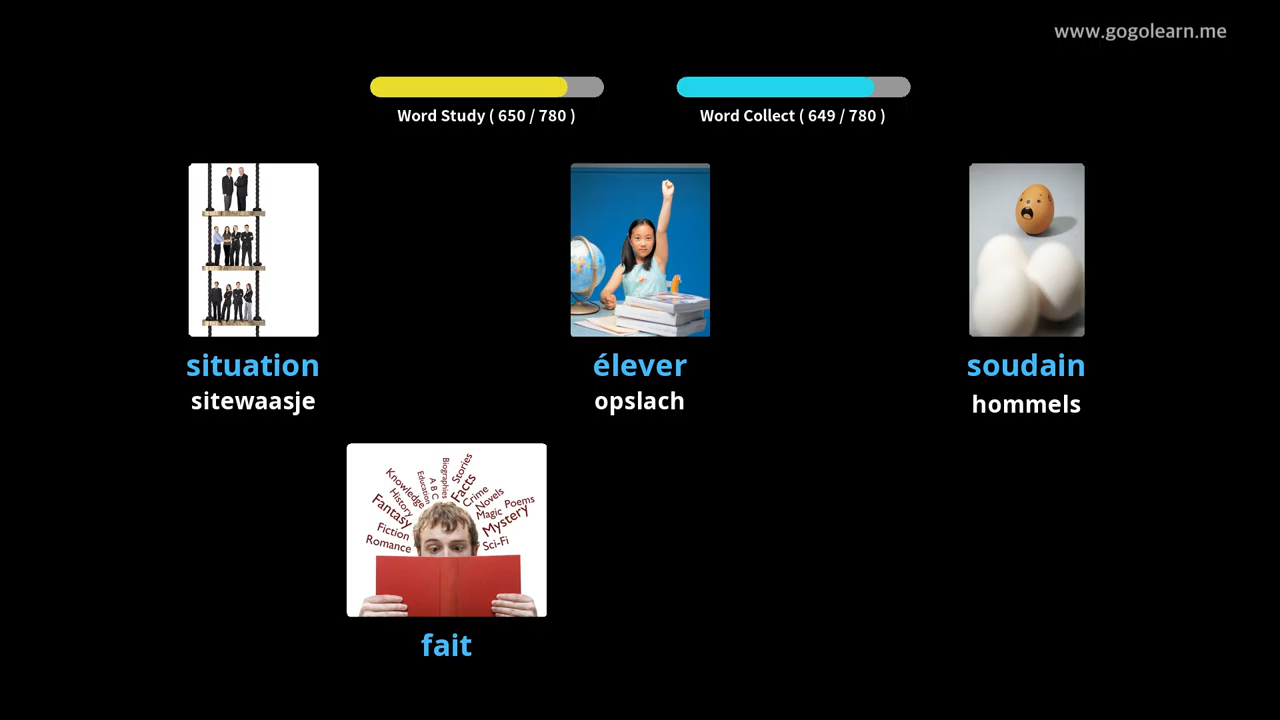 www.gogolearn.me
Word Study ( 650 / 780 )
Word Collect ( 649 / 780 )
situation
sitewaasje
élever
opslach
soudain
hommels
Knowledge
History
Fantasy
Fiction
Romance
Education
A B C
Biographies
Stories
Facts
Crime
Novels
Magic
Poems
Mystery
Sci-Fi
fait